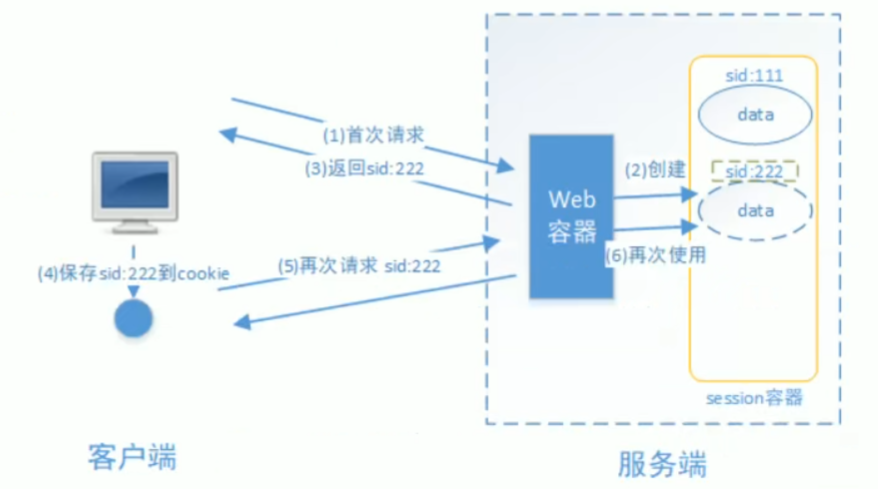 sid:111
data
(1)首次请求
(3)返回sid:222
(2)创建
sid:222
Web
容器
data
(6)再次使用
(5)再次请求 sid:222
(4)保存sid:222到cookie
session容器
客户端
服务端